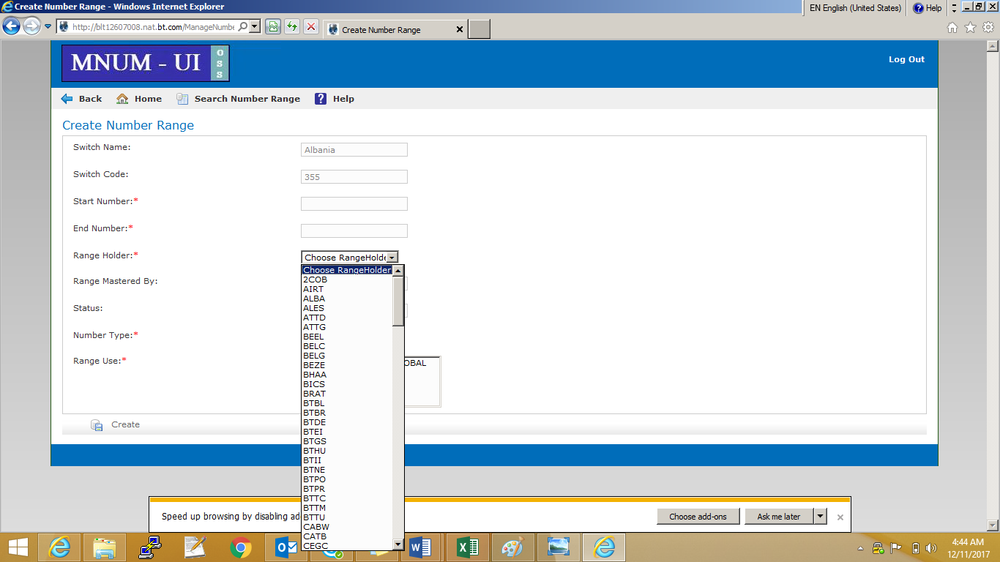 Create Number Range - Windows Internet Explorer
EN English (United States)
Help
http://blt12607008.nat.bt.com/ManageNumbe
Create Number Range
MNUM - UI
OSS
Log Out
Back
Home
Search Number Range
Help
Create Number Range
Switch Name:
Albania
Switch Code:
355
Start Number:*
End Number:*
Range Holder:*
Choose RangeHolde
Choose RangeHolder
2COB
AIRT
ALBA
ALES
ATTD
ATTG
BEEL
BELC
BELG
BEZE
BHAA
BICS
BRAT
BTBL
BTBR
BTDE
BTEI
BTGS
BTHU
BTII
BTNE
BTPO
BTPR
BTTC
BTTM
BTTU
CABW
CATB
CEGC
Range Mastered By:
Status:
Number Type:*
Range Use:*
OBAL
Create
Speed up browsing by disabling ad
Choose add-ons
Ask me later
4:44 AM
12/11/2017